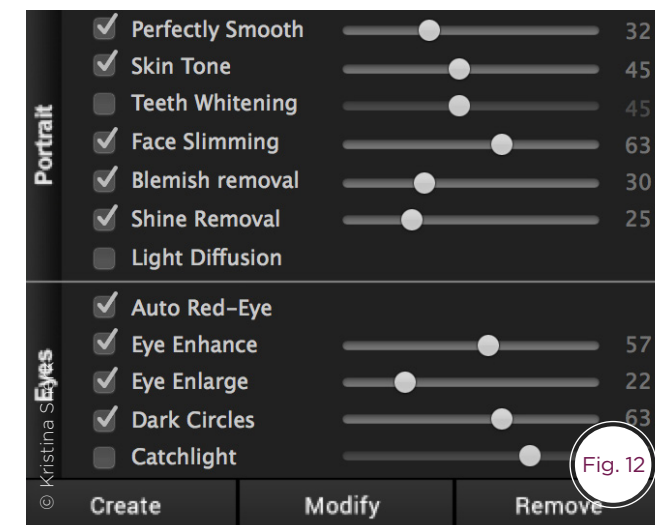 Perfectly Smooth 32
Skin Tone 45
Teeth Whitening 45
Face Slimming 63
Blemish removal 30
Shine Removal 25
Light Diffusion
Portrait
Auto Red-Eye
Eye Enhance 57
Eye Enlarge 22
Dark Circles 63
Catchlight
Eyes
© Kristina
Fig. 12
Create Modify Remove